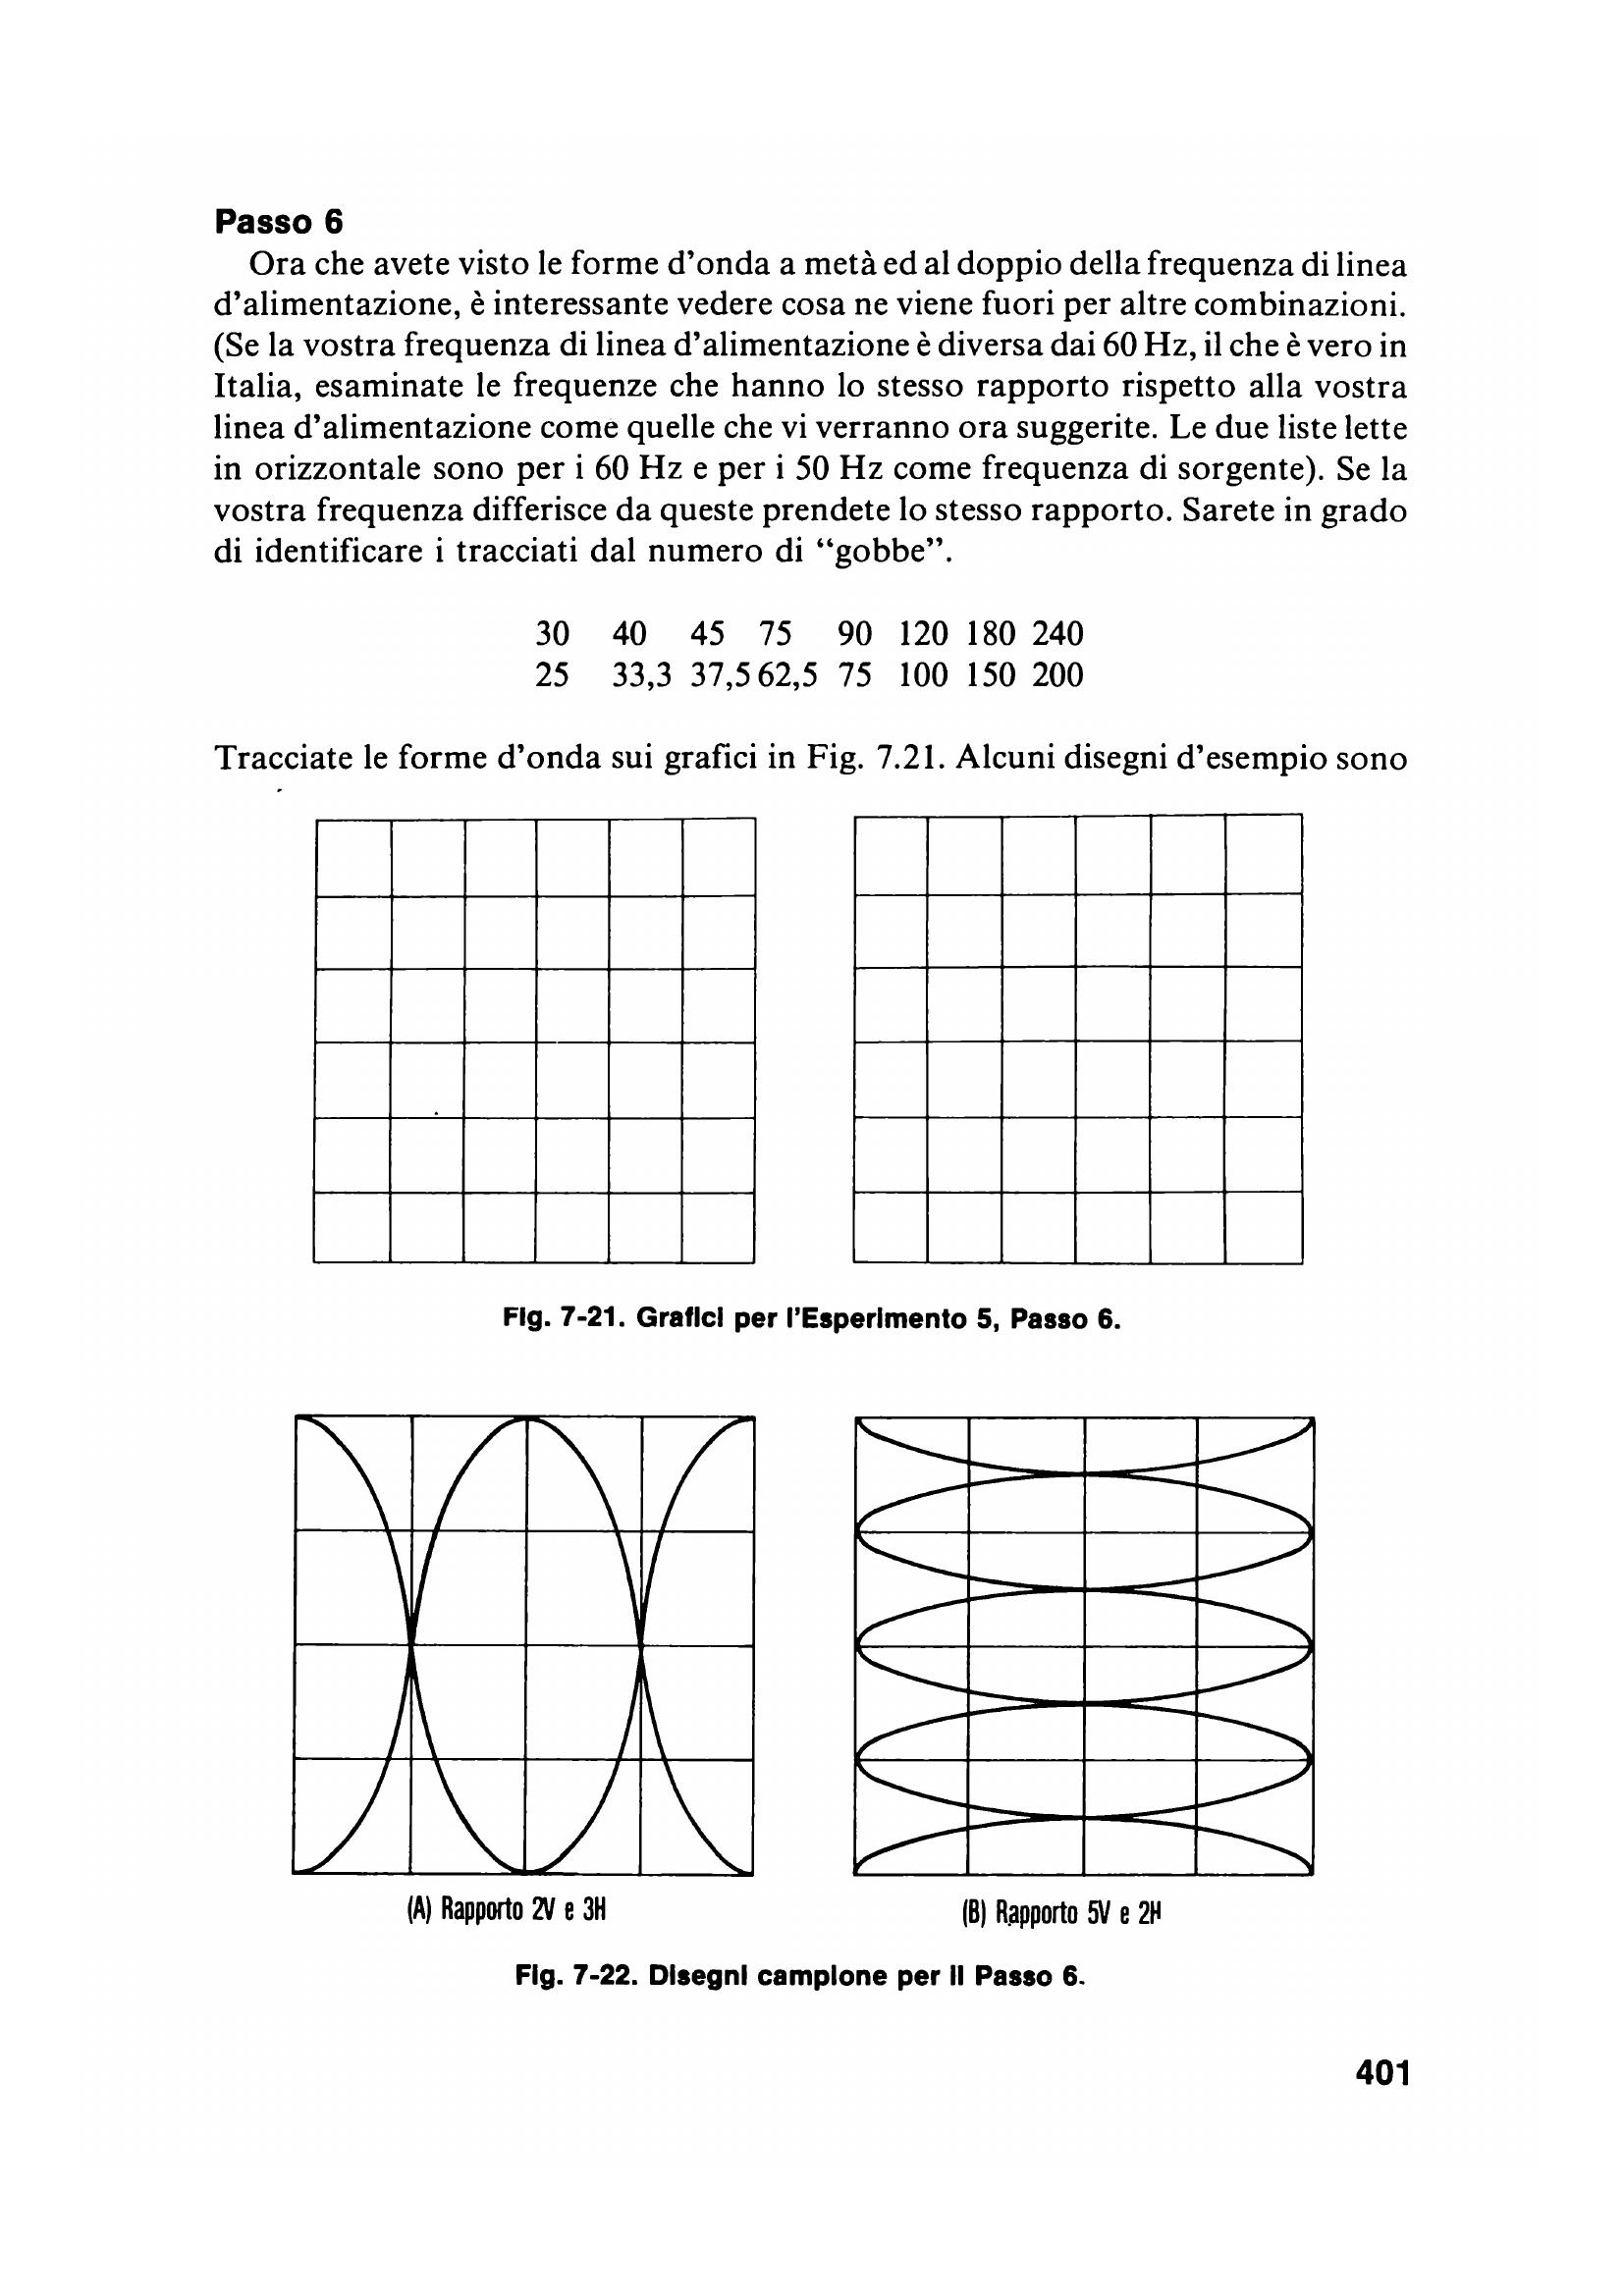 Passo 6
Ora che avete visto le forme d’onda a metà ed al doppio della frequenza di linea
d’alimentazione, è interessante vedere cosa ne viene fuori per altre combinazioni.
(Se la vostra frequenza di linea d’alimentazione è diversa dai 60 Hz, il che è vero in
Italia, esaminate le frequenze che hanno lo stesso rapporto rispetto alla vostra
linea d’alimentazione come quelle che vi verranno ora suggerite. Le due liste lette
in orizzontale sono per i 60 Hz e per i 50 Hz come frequenza di sorgente). Se la
vostra frequenza differisce da queste prendete lo stesso rapporto. Sarete in grado
di identificare i tracciati dal numero di “gobbe”.
30 40 45 75 90 120 180 240
25 33,3 37,5 62,5 75 100 150 200
Tracciate le forme d’onda sui grafici in Fig. 7.21. Alcuni disegni d’esempio sono
Fig. 7-21. Grafici per l’Esperimento 5, Passo 6.
(A) Rapporto 2V e 3H
(B) Rapporto 5V e 2H
Fig. 7-22. Disegni campione per il Passo 6.
401